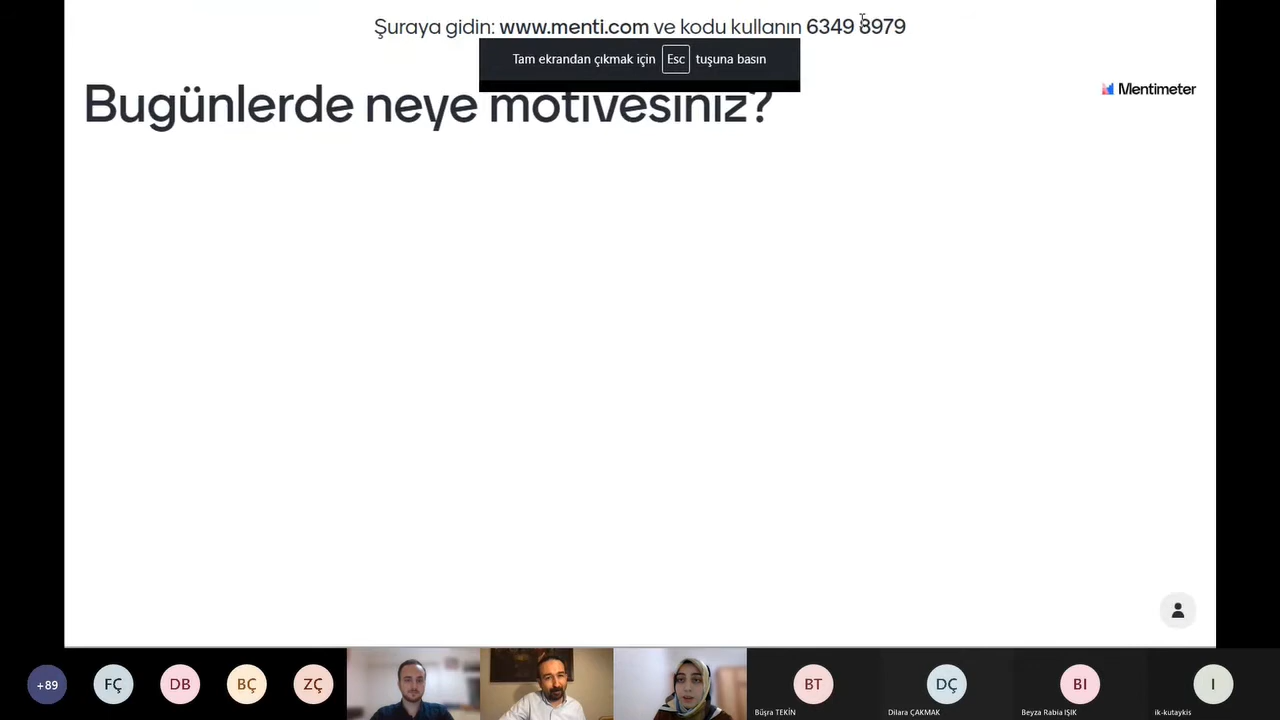 Şuraya gidin: www.menti.com ve kodu kullanın 6349 8979
Tam ekrandan çıkmak için Esc tuşuna basın
Bugünlerde neye motivesiniz?
Mentimeter
+89
FÇ
DB
BÇ
ZÇ
BT
DÇ
BI
I
Büşra TEKİN
Dilara ÇAKMAK
Beyza Rabia IŞIK
ik-kutaykis